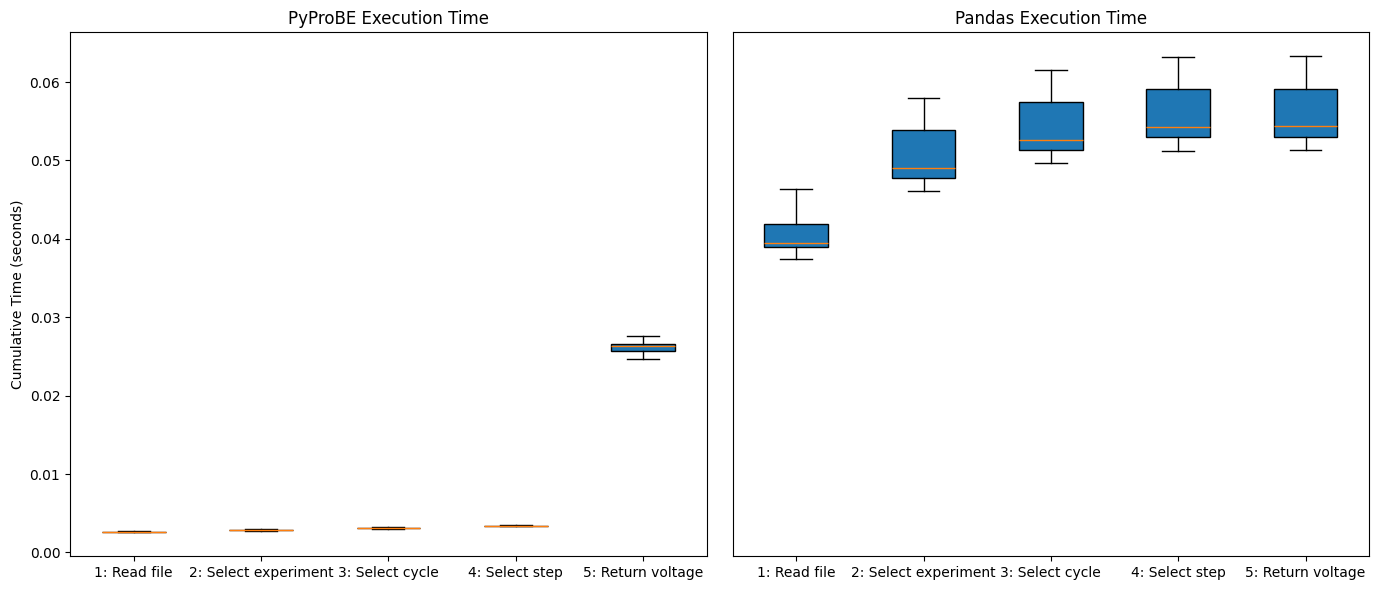 PyProBE Execution Time
Pandas Execution Time
Cumulative Time (seconds)
0.06
0.05
0.04
0.03
0.02
0.01
0.00
1: Read file
2: Select experiment
3: Select cycle
4: Select step
5: Return voltage
1: Read file
2: Select experiment
3: Select cycle
4: Select step
5: Return voltage